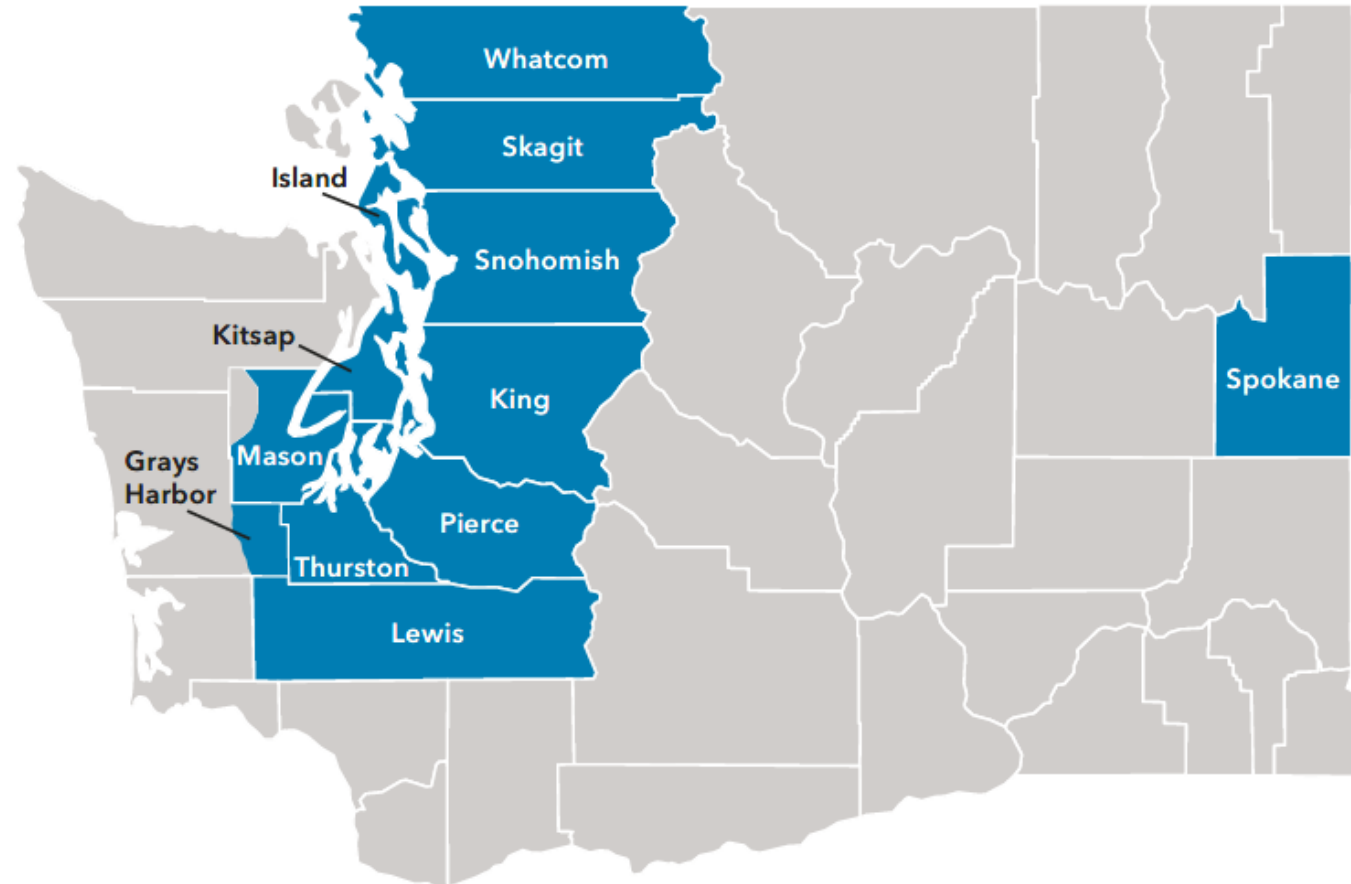 Whatcom
Skagit
Island
Snohomish
Kitsap
King
Spokane
Mason
Grays
Harbor
Pierce
Thurston
Lewis